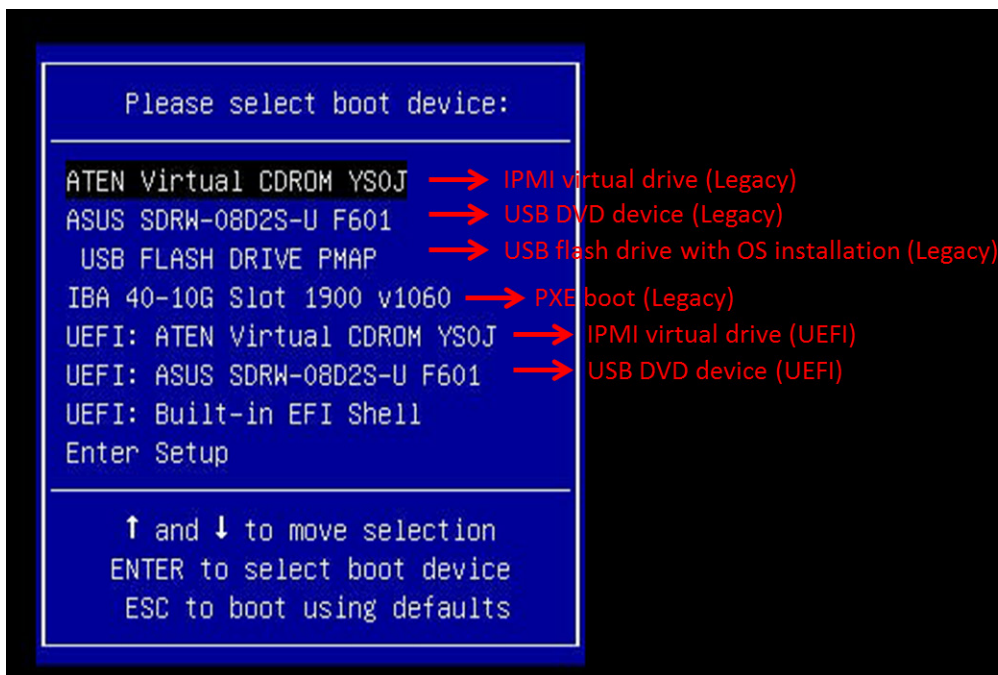 Please select boot device:
ATEN Virtual CDROM YS0J → IPMI virtual drive (Legacy)
ASUS SDRW-08D2S-U F601 → USB DVD device (Legacy)
USB FLASH DRIVE PMAP → USB flash drive with OS installation (Legacy)
IBA 40-10G Slot 1900 v1060 → PXE boot (Legacy)
UEFI: ATEN Virtual CDROM YS0J → IPMI virtual drive (UEFI)
UEFI: ASUS SDRW-08D2S-U F601 → USB DVD device (UEFI)
UEFI: Built-in EFI Shell
Enter Setup
↑ and ↓ to move selection
ENTER to select boot device
ESC to boot using defaults